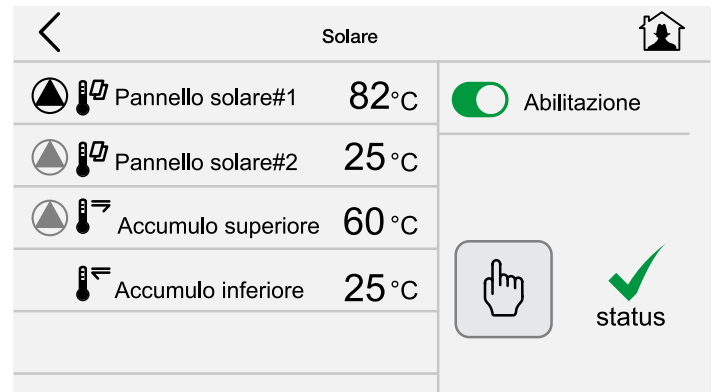 Solare
Pannello solare#1 82°C
Abilitazione
Pannello solare#2 25°C
Accumulo superiore 60°C
Accumulo inferiore 25°C
status